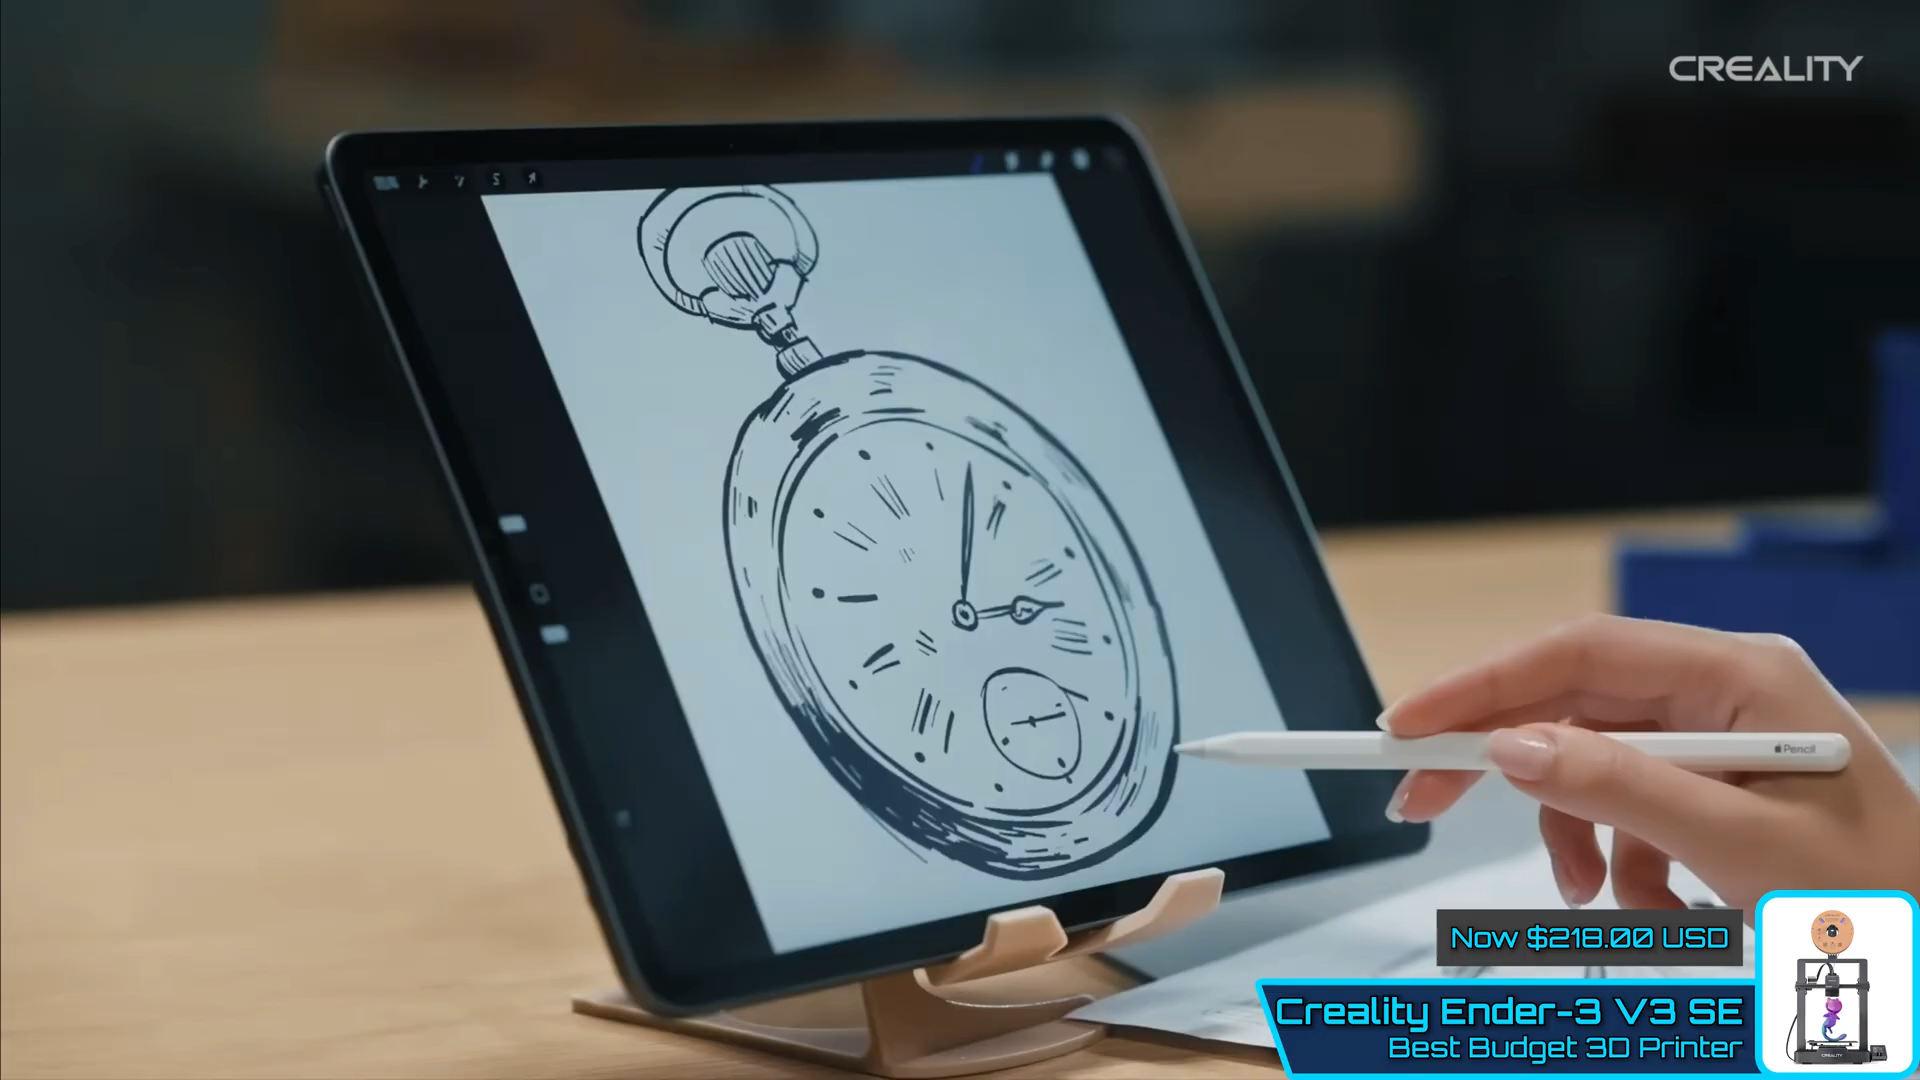 CREALITY
Pencil
Now $218.00 USD
Creality Ender-3 V3 SE
Best Budget 3D Printer